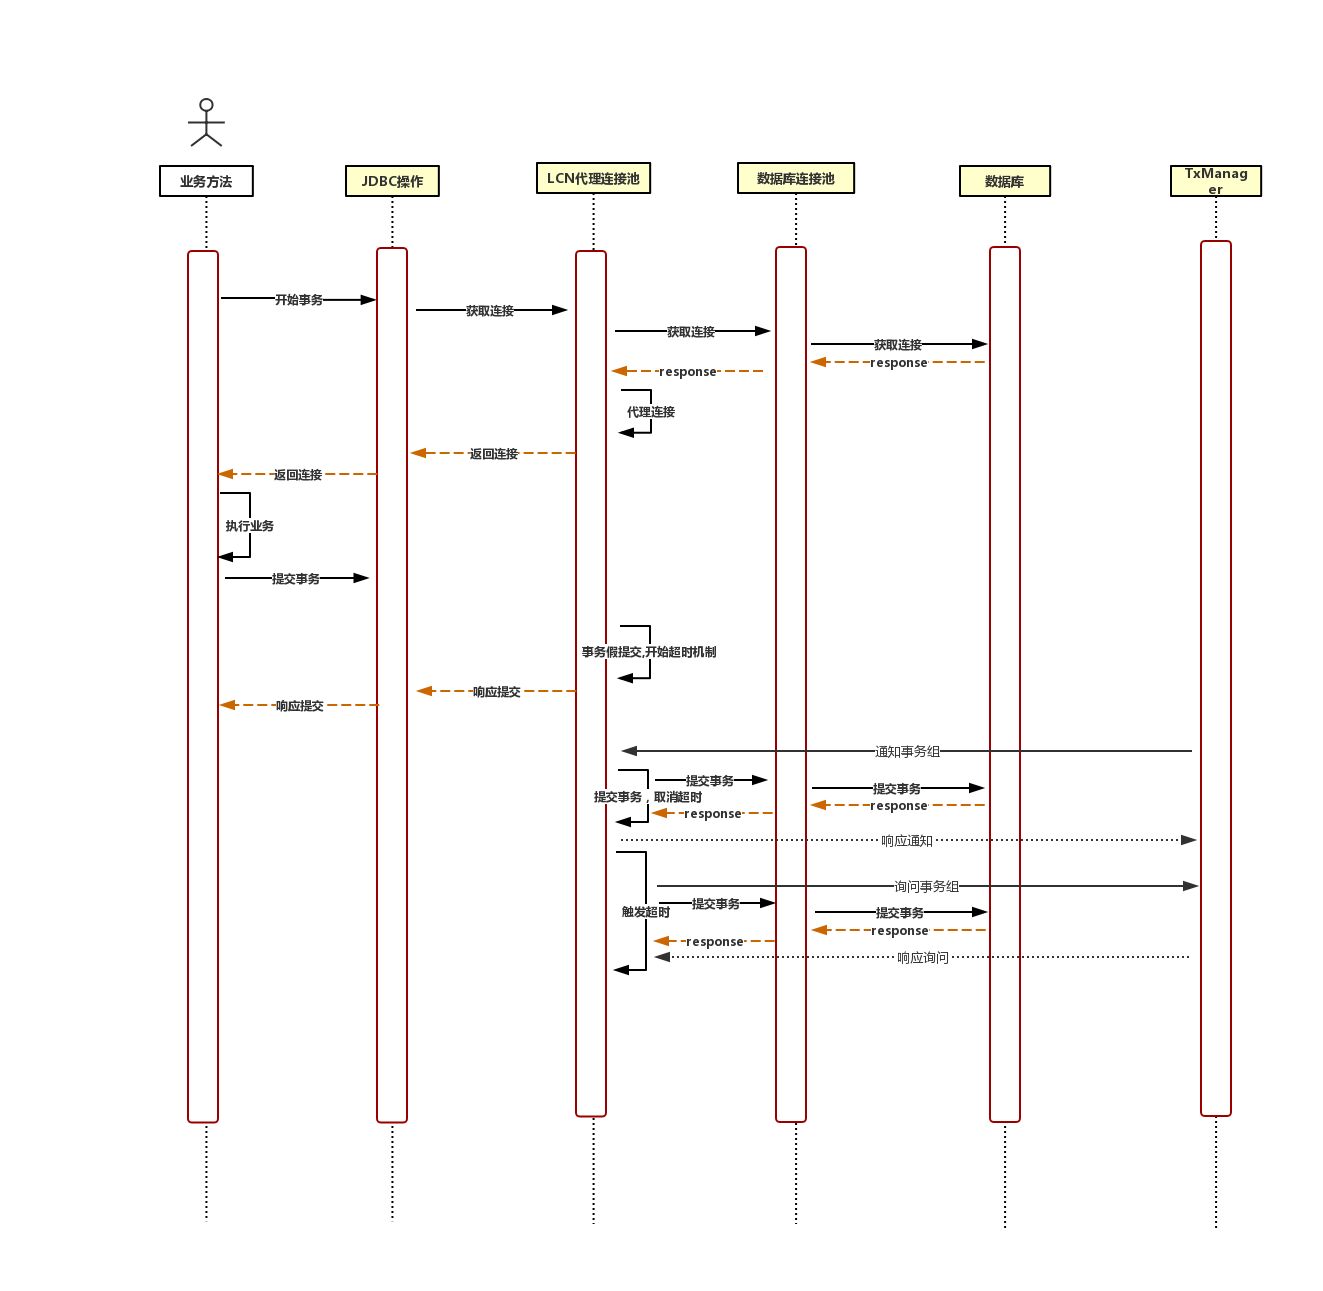 业务方法
JDBC操作
LCN代理连接池
数据库连接池
数据库
TxManag
er
开始事务
获取连接
获取连接
获取连接
response
response
代理连接
返回连接
返回连接
执行业务
提交事务
事务假提交,开始超时机制
响应提交
响应提交
通知事务组
提交事务
提交事务
提交事务，取消超时
response
response
响应通知
询问事务组
提交事务
触发超时
提交事务
response
response
响应询问